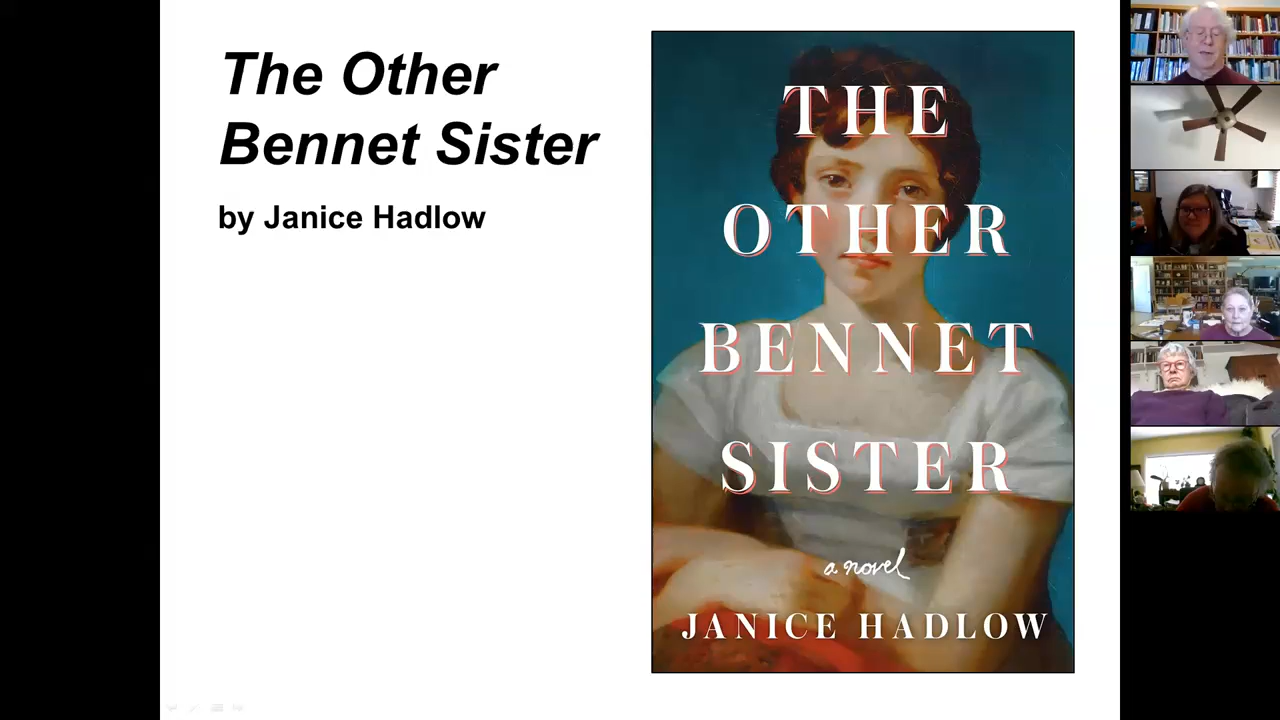 The Other
Bennet Sister
by Janice Hadlow
THE
OTHER
BENNET
SISTER
a novel
JANICE HADLOW